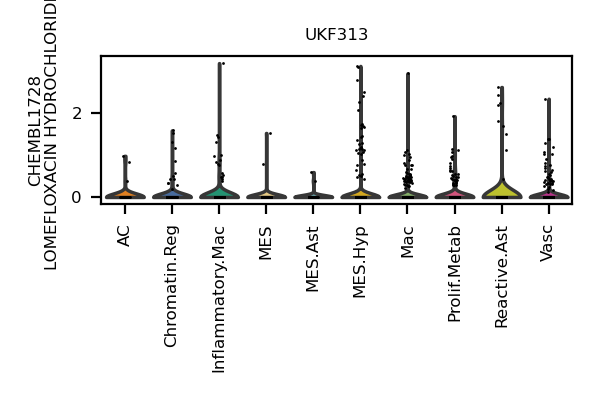 UKF313
CHEMBL1728
LOMEFLOXACIN HYDROCHLORIDE
2
0
AC
Chromatin.Reg
Inflammatory.Mac
MES
MES.Ast
MES.Hyp
Mac
Prolif.Metab
Reactive.Ast
Vasc